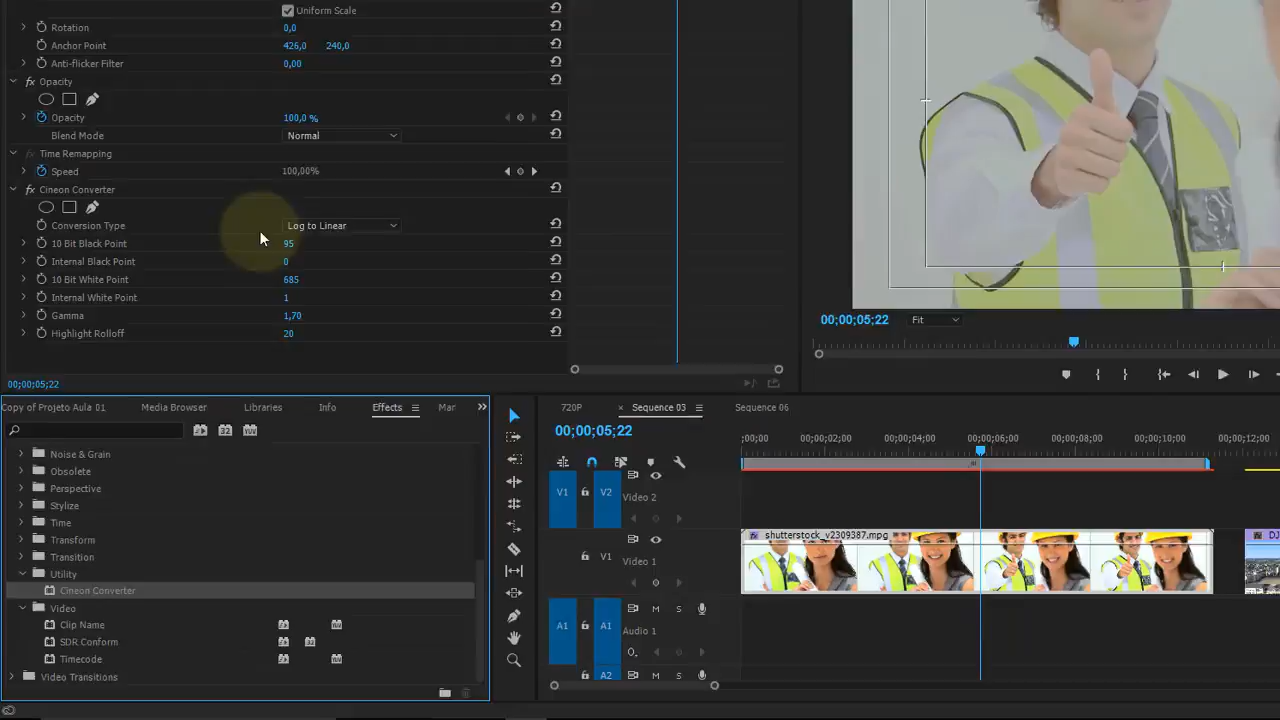 Uniform Scale
Rotation 0,0
Anchor Point 426,0 240,0
Anti-flicker Filter 0,00
fx Opacity
Opacity 100,0 %
Blend Mode Normal
fx Time Remapping
Speed 100,00%
fx Cineon Converter
Conversion Type Log to Linear
10 Bit Black Point 95
Internal Black Point 0
10 Bit White Point 685
Internal White Point 1
Gamma 1,70
Highlight Rolloff 20
00;00;05;22
00;00;05;22 Fit
Copy of Projeto Aula 01 Media Browser Libraries Info Effects Mar
Noise & Grain
Obsolete
Perspective
Stylize
Time
Transform
Transition
Utility
Cineon Converter
Video
Clip Name
SDR Conform
Timecode
Video Transitions
720P × Sequence 03 Sequence 06
00;00;05;22
;00;00 00;00;02;00 00;00;04;00 00;00;06;00 00;00;08;00 00;00;10;00 00;00;12;00
V1 V2 Video 2
V1 Video 1
fx shutterstock_v2309387.mpg
fx DJ
A1 A1 M S
Audio 1
A2 M S